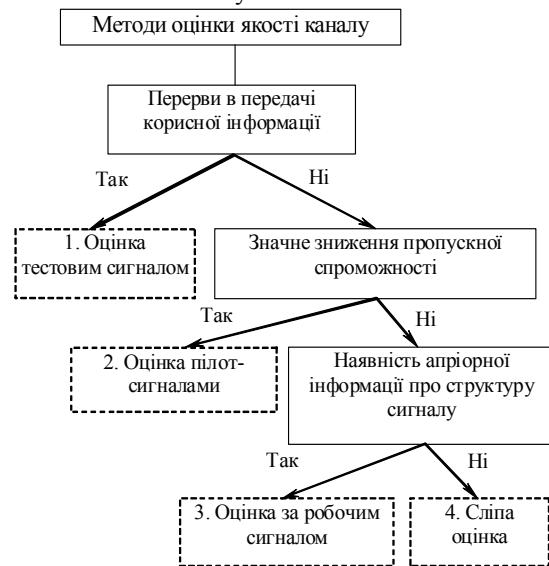 Методи оцінки якості каналу
Перерви в передачі
корисної інформації
Так
Ні
1. Оцінка
тестовим сигналом
Значне зниження пропускної
спроможності
Так
Ні
2. Оцінка пілот-
сигналами
Наявність апріорної
інформації про структуру
сигналу
Так
Ні
3. Оцінка за робочим
сигналом
4. Сліпа
оцінка